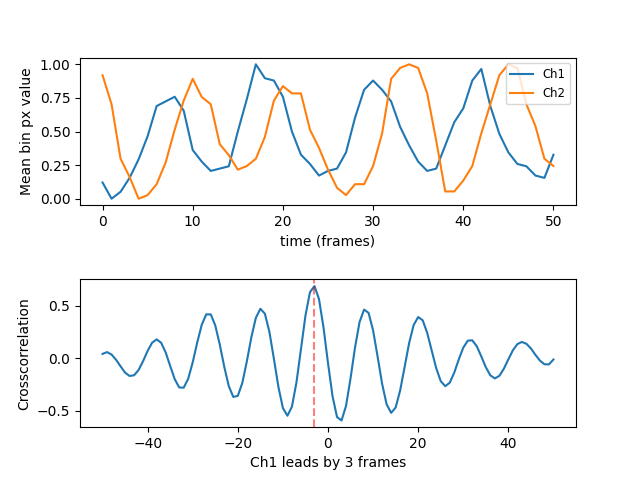 1.00
0.75
0.50
0.25
0.00
Mean bin px value
Ch1
Ch2
0 10 20 30 40 50
time (frames)
0.5
0.0
−0.5
Crosscorrelation
−40 −20 0 20 40
Ch1 leads by 3 frames